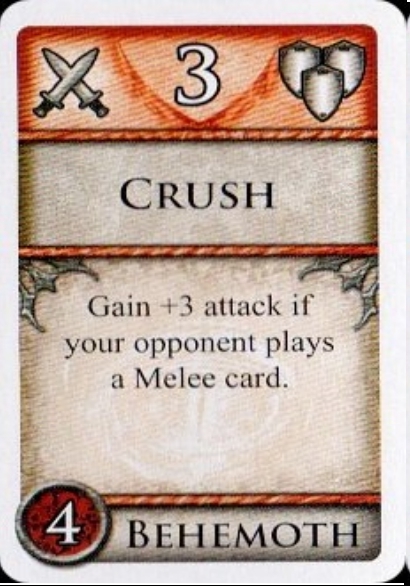 3
CRUSH
Gain +3 attack if
your opponent plays
a Melee card.
4 BEHEMOTH